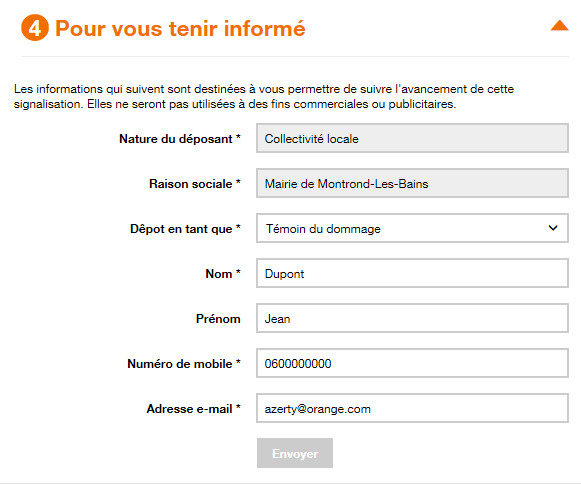 4 Pour vous tenir informé
Les informations qui suivent sont destinées à vous permettre de suivre l'avancement de cette
signalisation. Elles ne seront pas utilisées à des fins commerciales ou publicitaires.
Nature du déposant * Collectivité locale
Raison sociale * Mairie de Montrond-Les-Bains
Dêpot en tant que * Témoin du dommage
Nom * Dupont
Prénom Jean
Numéro de mobile * 0600000000
Adresse e-mail * azerty@orange.com
Envoyer